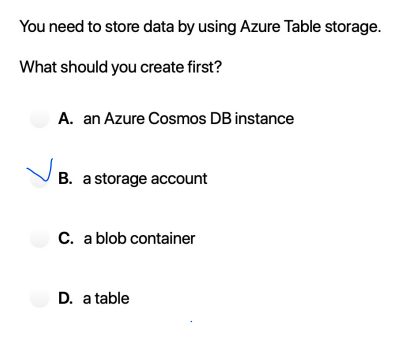 You need to store data by using Azure Table storage.
What should you create first?
A. an Azure Cosmos DB instance
B. a storage account
C. a blob container
D. a table